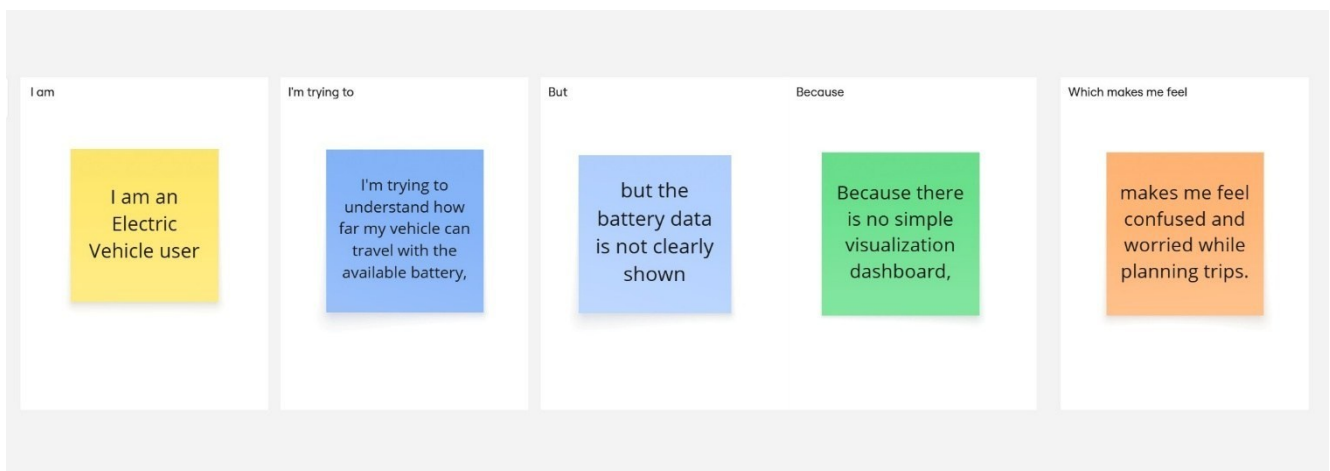 I am
I am an
Electric
Vehicle user
I'm trying to
I'm trying to
understand how
far my vehicle can
travel with the
available battery,
But
but the
battery data
is not clearly
shown
Because
Because there
is no simple
visualization
dashboard,
Which makes me feel
makes me feel
confused and
worried while
planning trips.